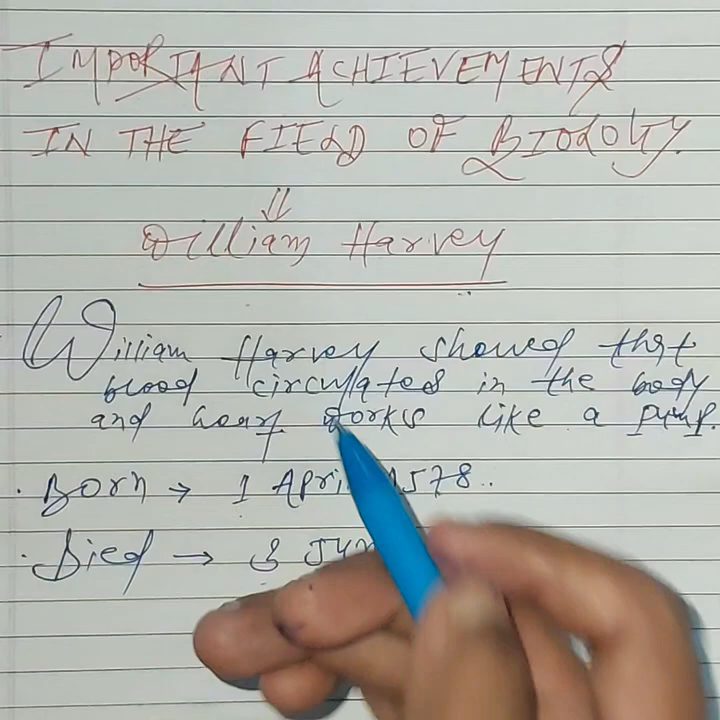 IMPORTANT ACHIEVEMENTS
IN THE FIELD OF BIOLOGY.
William Harvey
William Harvey showed that
blood circulated in the body
and heart works like a pump.
. Born → 1 April 1578..
. Died → 3